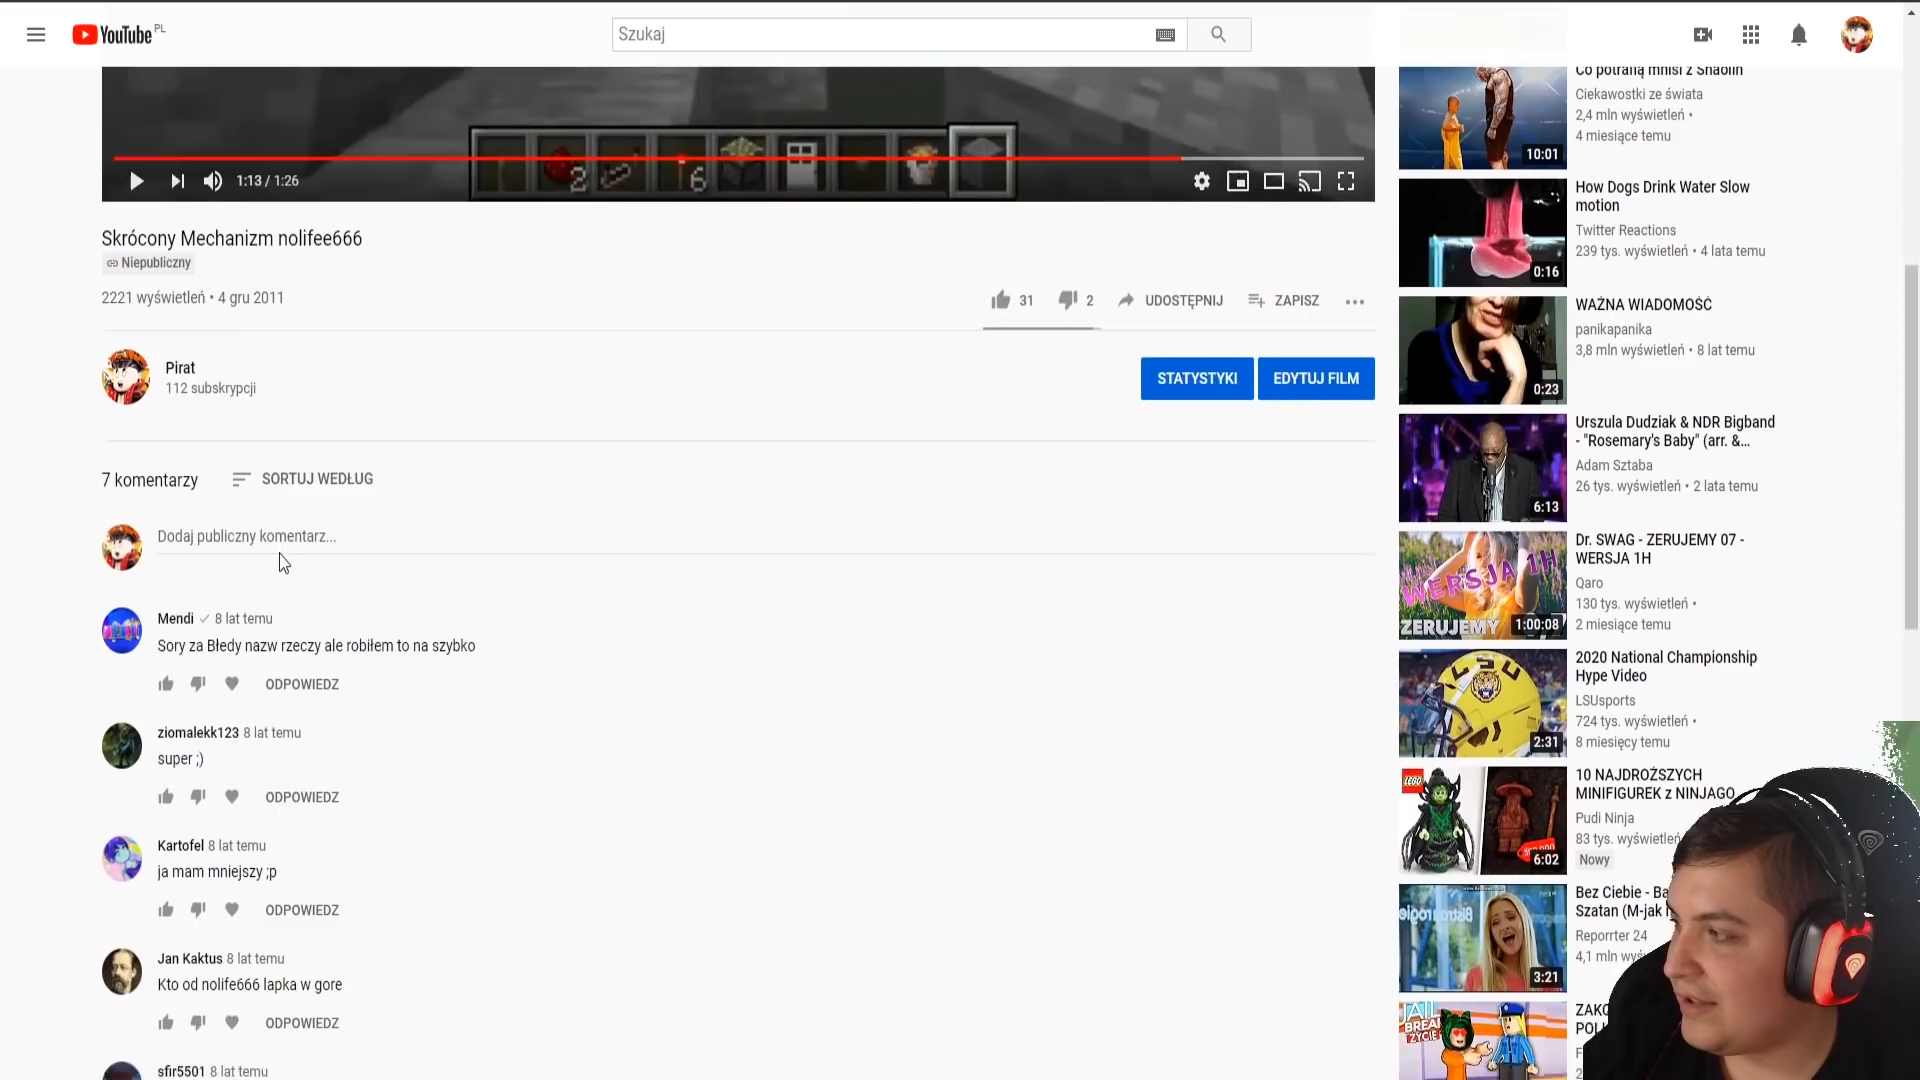 YouTube PL
Szukaj
2
6
1:13 / 1:26
Skrócony Mechanizm nolifee666
Niepubliczny
2221 wyświetleń • 4 gru 2011
31
2
UDOSTĘPNIJ
ZAPISZ
Pirat
112 subskrypcji
STATYSTYKI
EDYTUJ FILM
7 komentarzy
SORTUJ WEDŁUG
Dodaj publiczny komentarz...
Mendi 8 lat temu
Sory za Błedy nazw rzeczy ale robiłem to na szybko
ODPOWIEDZ
ziomalekk123 8 lat temu
super ;)
ODPOWIEDZ
Kartofel 8 lat temu
ja mam mniejszy ;p
ODPOWIEDZ
Jan Kaktus 8 lat temu
Kto od nolife666 lapka w gore
ODPOWIEDZ
sfir5501 8 lat temu
Co potrafią mnisi z Shaolin
Ciekawostki ze świata
2,4 mln wyświetleń •
4 miesiące temu
10:01
How Dogs Drink Water Slow
motion
Twitter Reactions
239 tys. wyświetleń • 4 lata temu
0:16
WAŻNA WIADOMOŚĆ
panikapanika
3,8 mln wyświetleń • 8 lat temu
0:23
Urszula Dudziak & NDR Bigband
- "Rosemary's Baby" (arr. &...
Adam Sztaba
26 tys. wyświetleń • 2 lata temu
6:13
Dr. SWAG - ZERUJEMY 07 -
WERSJA 1H
Qaro
130 tys. wyświetleń •
2 miesiące temu
WERSJA 1H
ZERUJEMY
1:00:08
2020 National Championship
Hype Video
LSUsports
724 tys. wyświetleń •
8 miesięcy temu
LSU
2:31
10 NAJDROŻSZYCH
MINIFIGUREK z NINJAGO
Pudi Ninja
83 tys. wyświetleń
Nowy
LEGO
6:02
Bez Ciebie -
Szatan (M-jak
Reporrter 24
4,1 mln
3:21
JAIL
BREAK
ŻYCIE